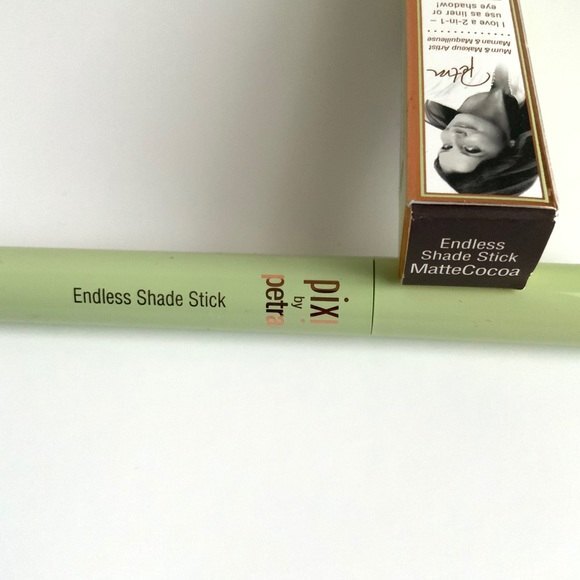 I love a 2-in-1 –
use as liner or
eye shadow!
Mum & Makeup Artist
Maman & Maquilleuse
Petra
Endless
Shade Stick
MatteCocoa
Endless Shade Stick
pixi
by
petra